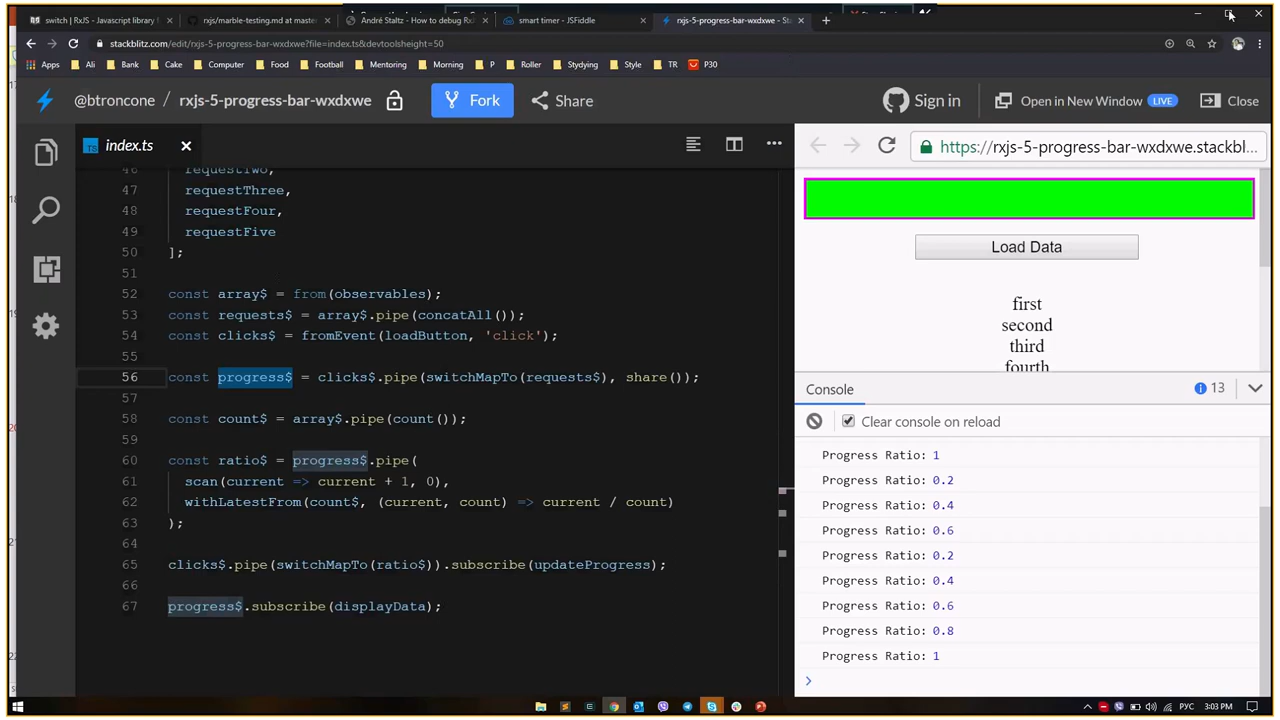 switch | RxJS - Javascript library f
rxjs/marble-testing.md at master
André Staltz - How to debug RxJ
smart timer - JSFiddle
rxjs-5-progress-bar-wxdxwe - Sta
stackblitz.com/edit/rxjs-5-progress-bar-wxdxwe?file=index.ts&devtoolsheight=50
Apps Ali Bank Cake Computer Food Football Mentoring Morning P Roller Studying Style TR P30
@btroncone / rxjs-5-progress-bar-wxdxwe Fork Share Sign in Open in New Window LIVE Close
index.ts
https://rxjs-5-progress-bar-wxdxwe.stackbl...
46 requestTwo,
47 requestThree,
48 requestFour,
49 requestFive
50 ];
51
52 const array$ = from(observables);
53 const requests$ = array$.pipe(concatAll());
54 const clicks$ = fromEvent(loadButton, 'click');
55
56 const progress$ = clicks$.pipe(switchMapTo(requests$), share());
57
58 const count$ = array$.pipe(count());
59
60 const ratio$ = progress$.pipe(
61 scan(current => current + 1, 0),
62 withLatestFrom(count$, (current, count) => current / count)
63 );
64
65 clicks$.pipe(switchMapTo(ratio$)).subscribe(updateProgress);
66
67 progress$.subscribe(displayData);
Load Data
first
second
third
fourth
Console 13
Clear console on reload
Progress Ratio: 1
Progress Ratio: 0.2
Progress Ratio: 0.4
Progress Ratio: 0.6
Progress Ratio: 0.2
Progress Ratio: 0.4
Progress Ratio: 0.6
Progress Ratio: 0.8
Progress Ratio: 1
РУС 3:03 PM